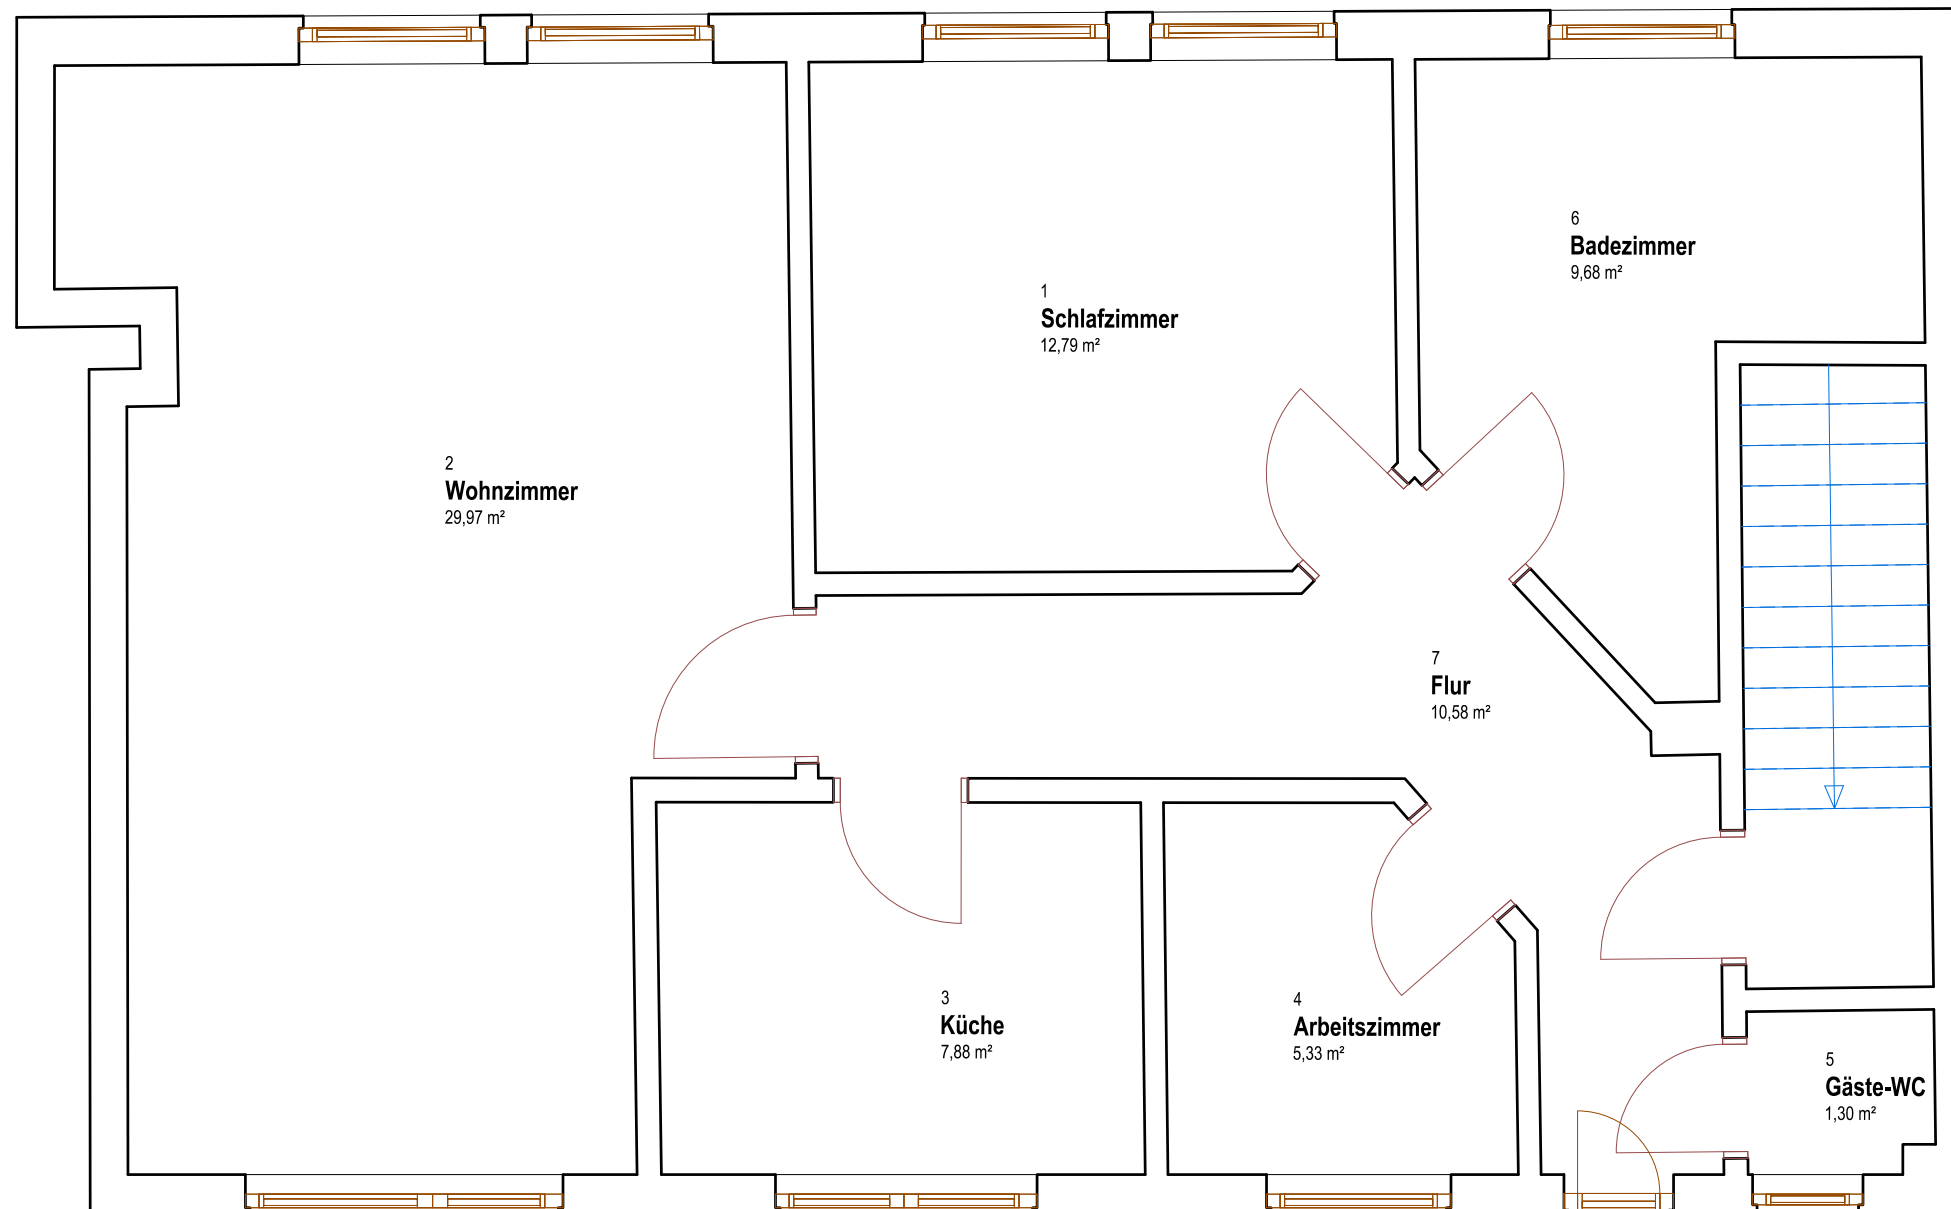 6
Badezimmer
9,68 m²
1
Schlafzimmer
12,79 m²
2
Wohnzimmer
29,97 m²
7
Flur
10,58 m²
3
Küche
7,88 m²
4
Arbeitszimmer
5,33 m²
5
Gäste-WC
1,30 m²